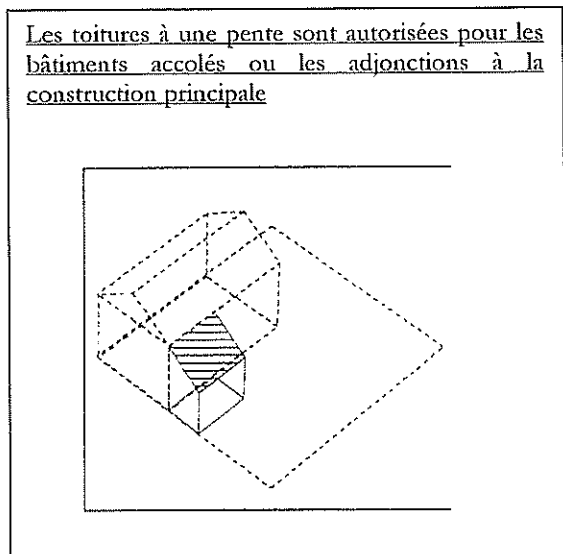 Les toitures à une pente sont autorisées pour les
bâtiments accolés ou les adjonctions à la
construction principale